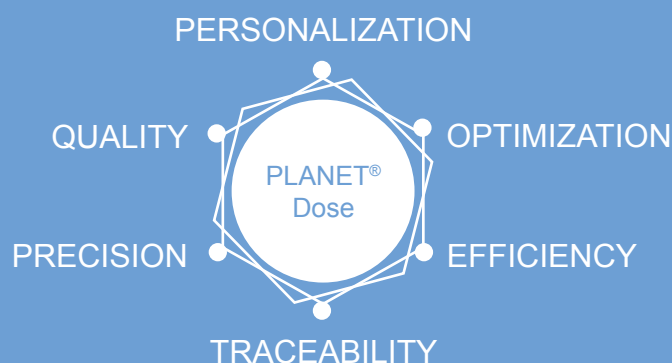 PERSONALIZATION
QUALITY
OPTIMIZATION
PLANET®
Dose
PRECISION
EFFICIENCY
TRACEABILITY